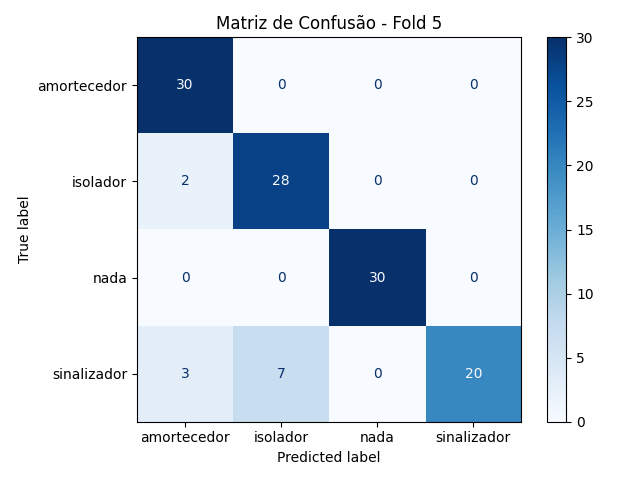 Matriz de Confusão - Fold 5
True label
amortecedor 30 0 0 0
isolador 2 28 0 0
nada 0 0 30 0
sinalizador 3 7 0 20
amortecedor isolador nada sinalizador
Predicted label
30
25
20
15
10
5
0